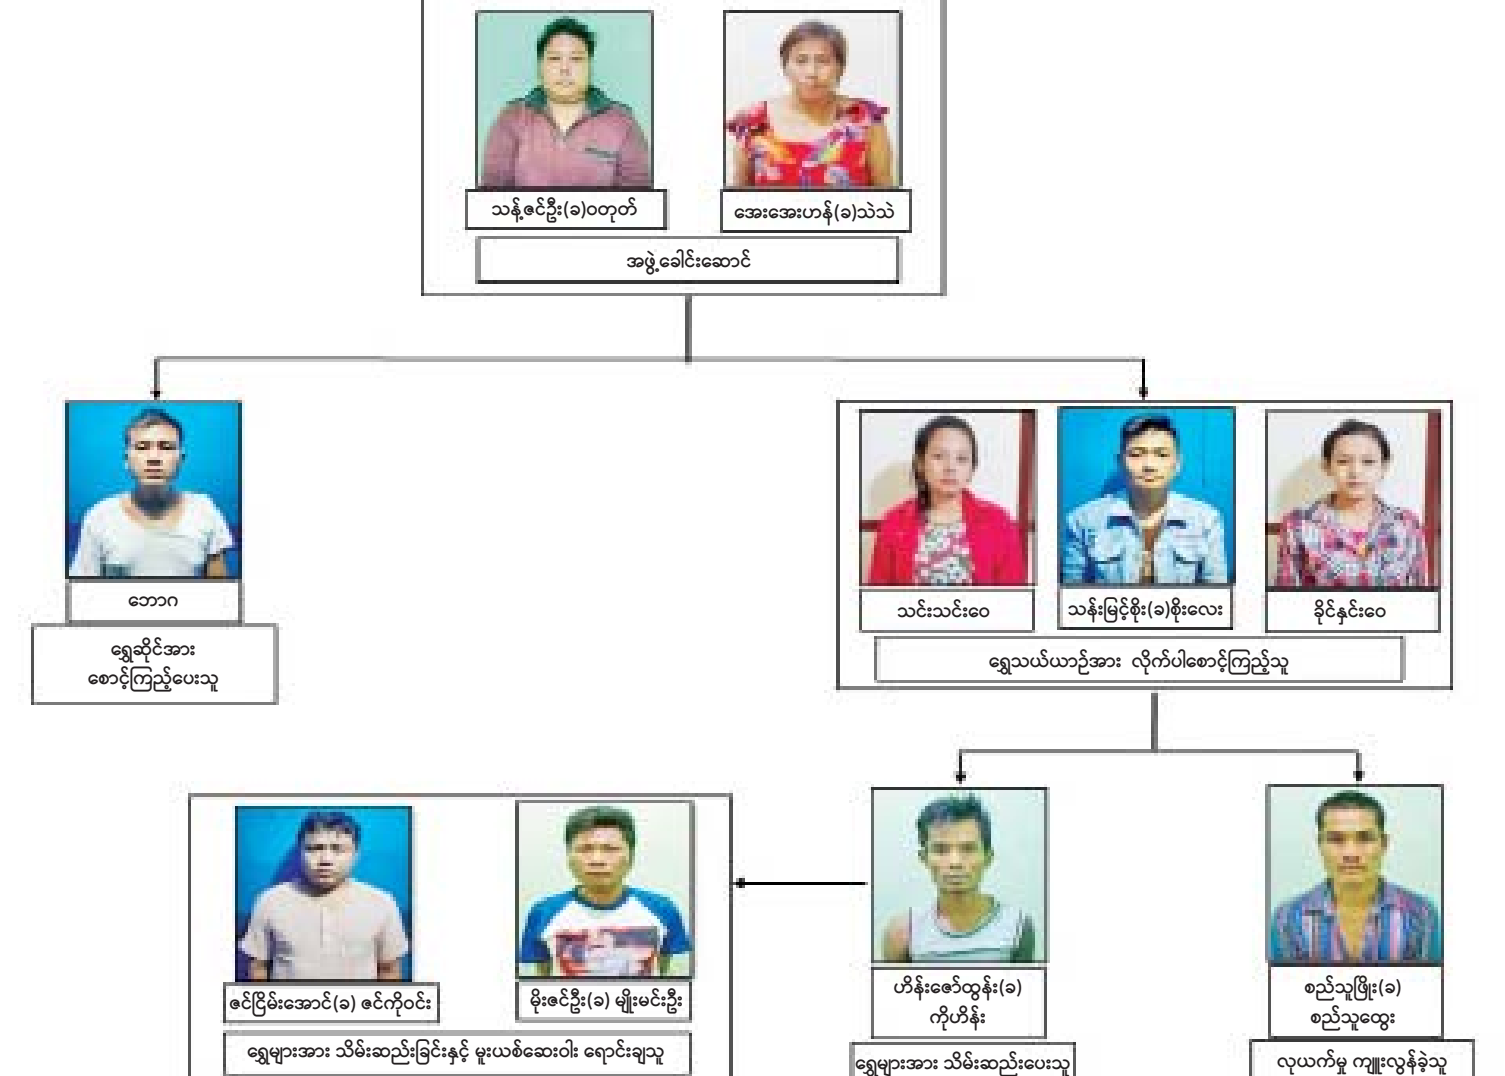 သန့်ဇင်ဦး(ခ)ဝတုတ်
အေးအေးဟန်(ခ)သဲသဲ
အဖွဲ့ခေါင်းဆောင်
ဘောဂ
ရွှေဆိုင်အား
စောင့်ကြည့်ပေးသူ
သင်းသင်းဝေ
သန်းမြင့်စိုး(ခ)စိုးလေး
ခိုင်နှင်းဝေ
ရွှေသယ်ယာဉ်အား လိုက်ပါစောင့်ကြည့်သူ
ဇင်ငြိမ်းအောင်(ခ) ဇင်ကိုဝင်း
မိုးဇင်ဦး(ခ) မျိုးမင်းဦး
ရွှေများအား သိမ်းဆည်းခြင်းနှင့် မူးယစ်ဆေးဝါး ရောင်းချသူ
ဟိန်းဇော်ထွန်း(ခ)
ကိုဟိန်း
ရွှေများအား သိမ်းဆည်းပေးသူ
စည်သူဖြိုး(ခ)
စည်သူထွေး
လုယက်မှု ကျူးလွန်ခဲ့သူ